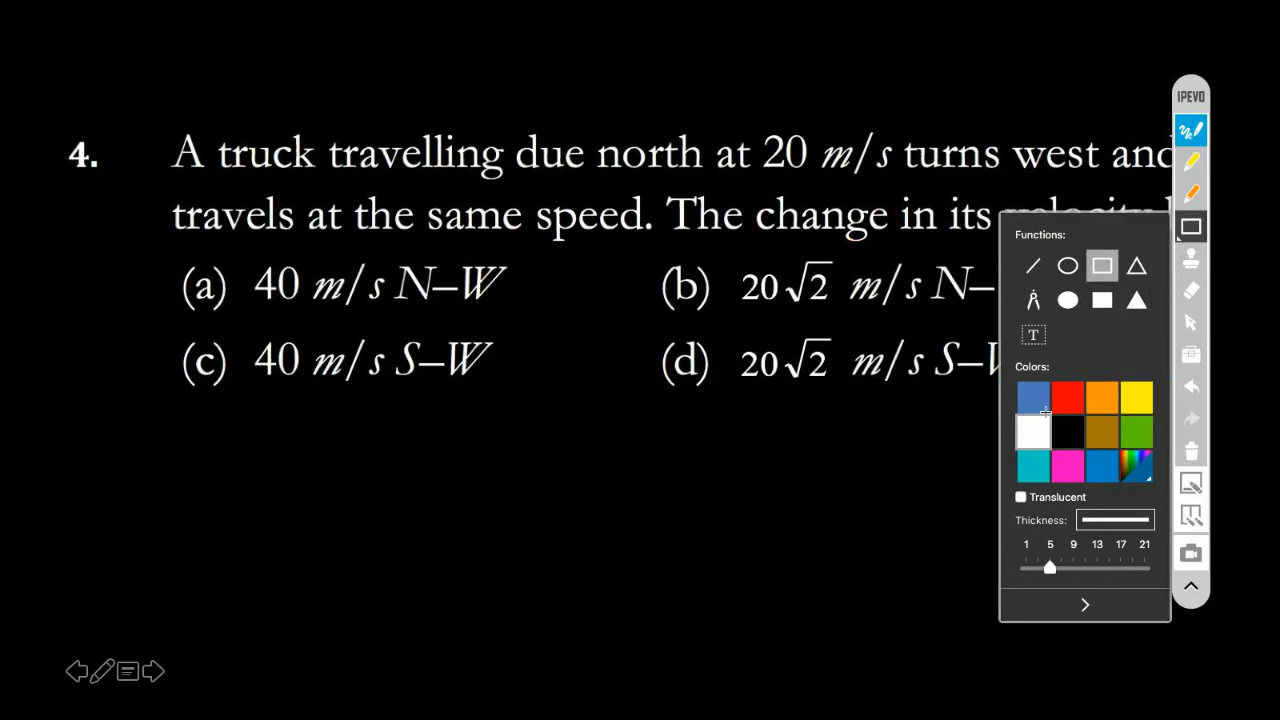 IPEVO
4. A truck travelling due north at 20 m/s turns west and
travels at the same speed. The change in its velocity
(a) 40 m/s N–W (b) 20√2 m/s N–
(c) 40 m/s S–W (d) 20√2 m/s S–
Functions:
T
Colors:
Translucent
Thickness:
1 5 9 13 17 21